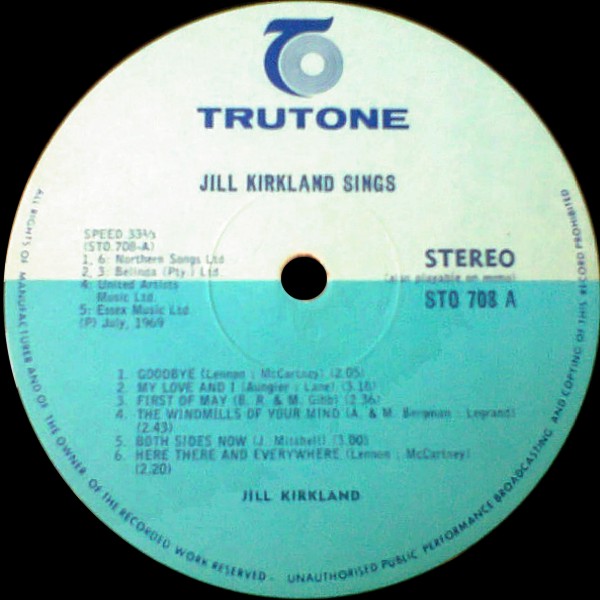 TRUTONE
JILL KIRKLAND SINGS
SPEED 33⅓
(STO.708-A)
1, 6: Northern Songs Ltd.
2, 3: Belinda (Pty.) Ltd.
4: United Artists
Music Ltd.
5: Essex Music Ltd.
(P) July, 1969
STEREO
(also playable on mono)
STO 708 A
1. GOODBYE (Lennon : McCartney) (2.05)
2. MY LOVE AND I (Aungier : Lane) (3.18)
3. FIRST OF MAY (B. R. & M. Gibb) (2.36)
4. THE WINDMILLS OF YOUR MIND (A. & M. Bergman : Legrand)
(2.43)
5. BOTH SIDES NOW (J. Mitchell) (3.00)
6. HERE THERE AND EVERYWHERE (Lennon : McCartney)
(2.20)
JILL KIRKLAND
ALL RIGHTS OF MANUFACTURER AND OF THE OWNER OF THE RECORDED WORK RESERVED - UNAUTHORISED PUBLIC PERFORMANCE BROADCASTING AND COPYING OF THIS RECORD PROHIBITED